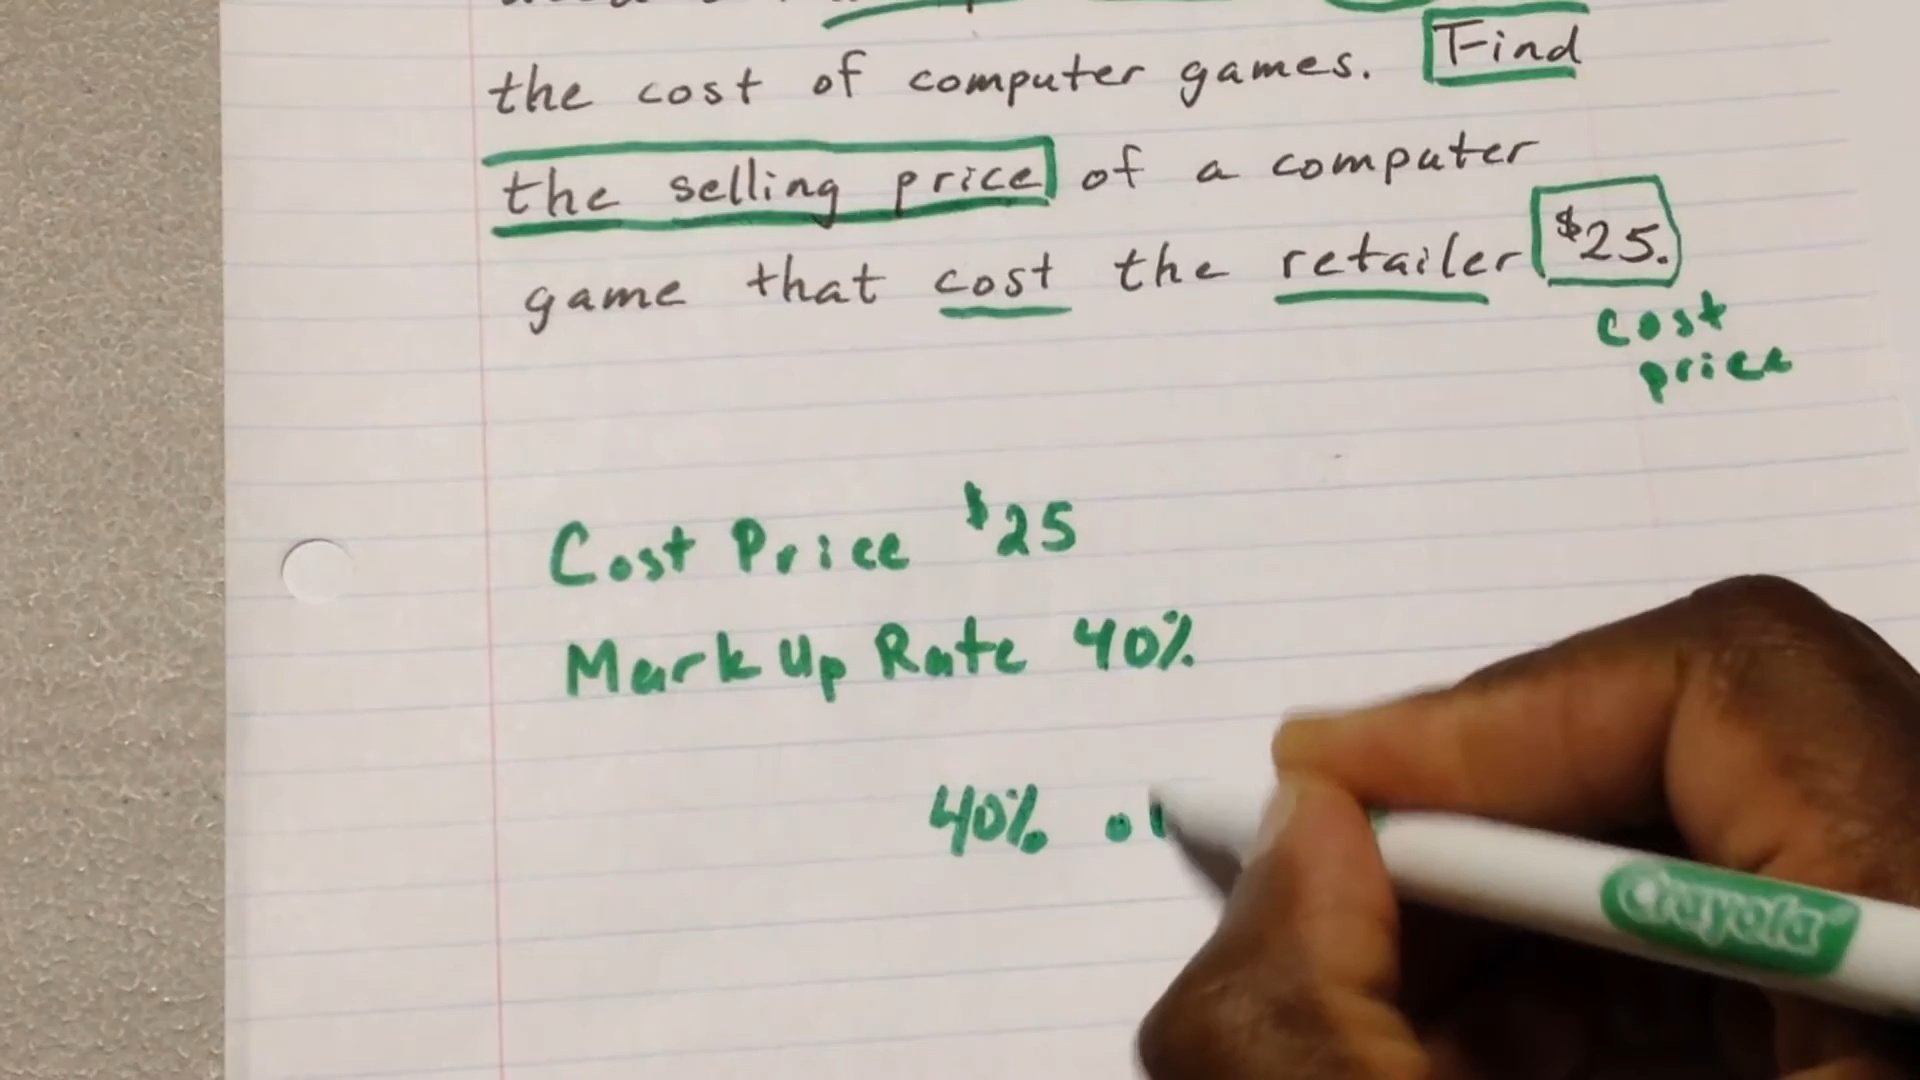 the cost of computer games. Find
the selling price of a computer
game that cost the retailer $25.
cost
price
Cost Price $25
Mark Up Rate 40%
40%
Crayola